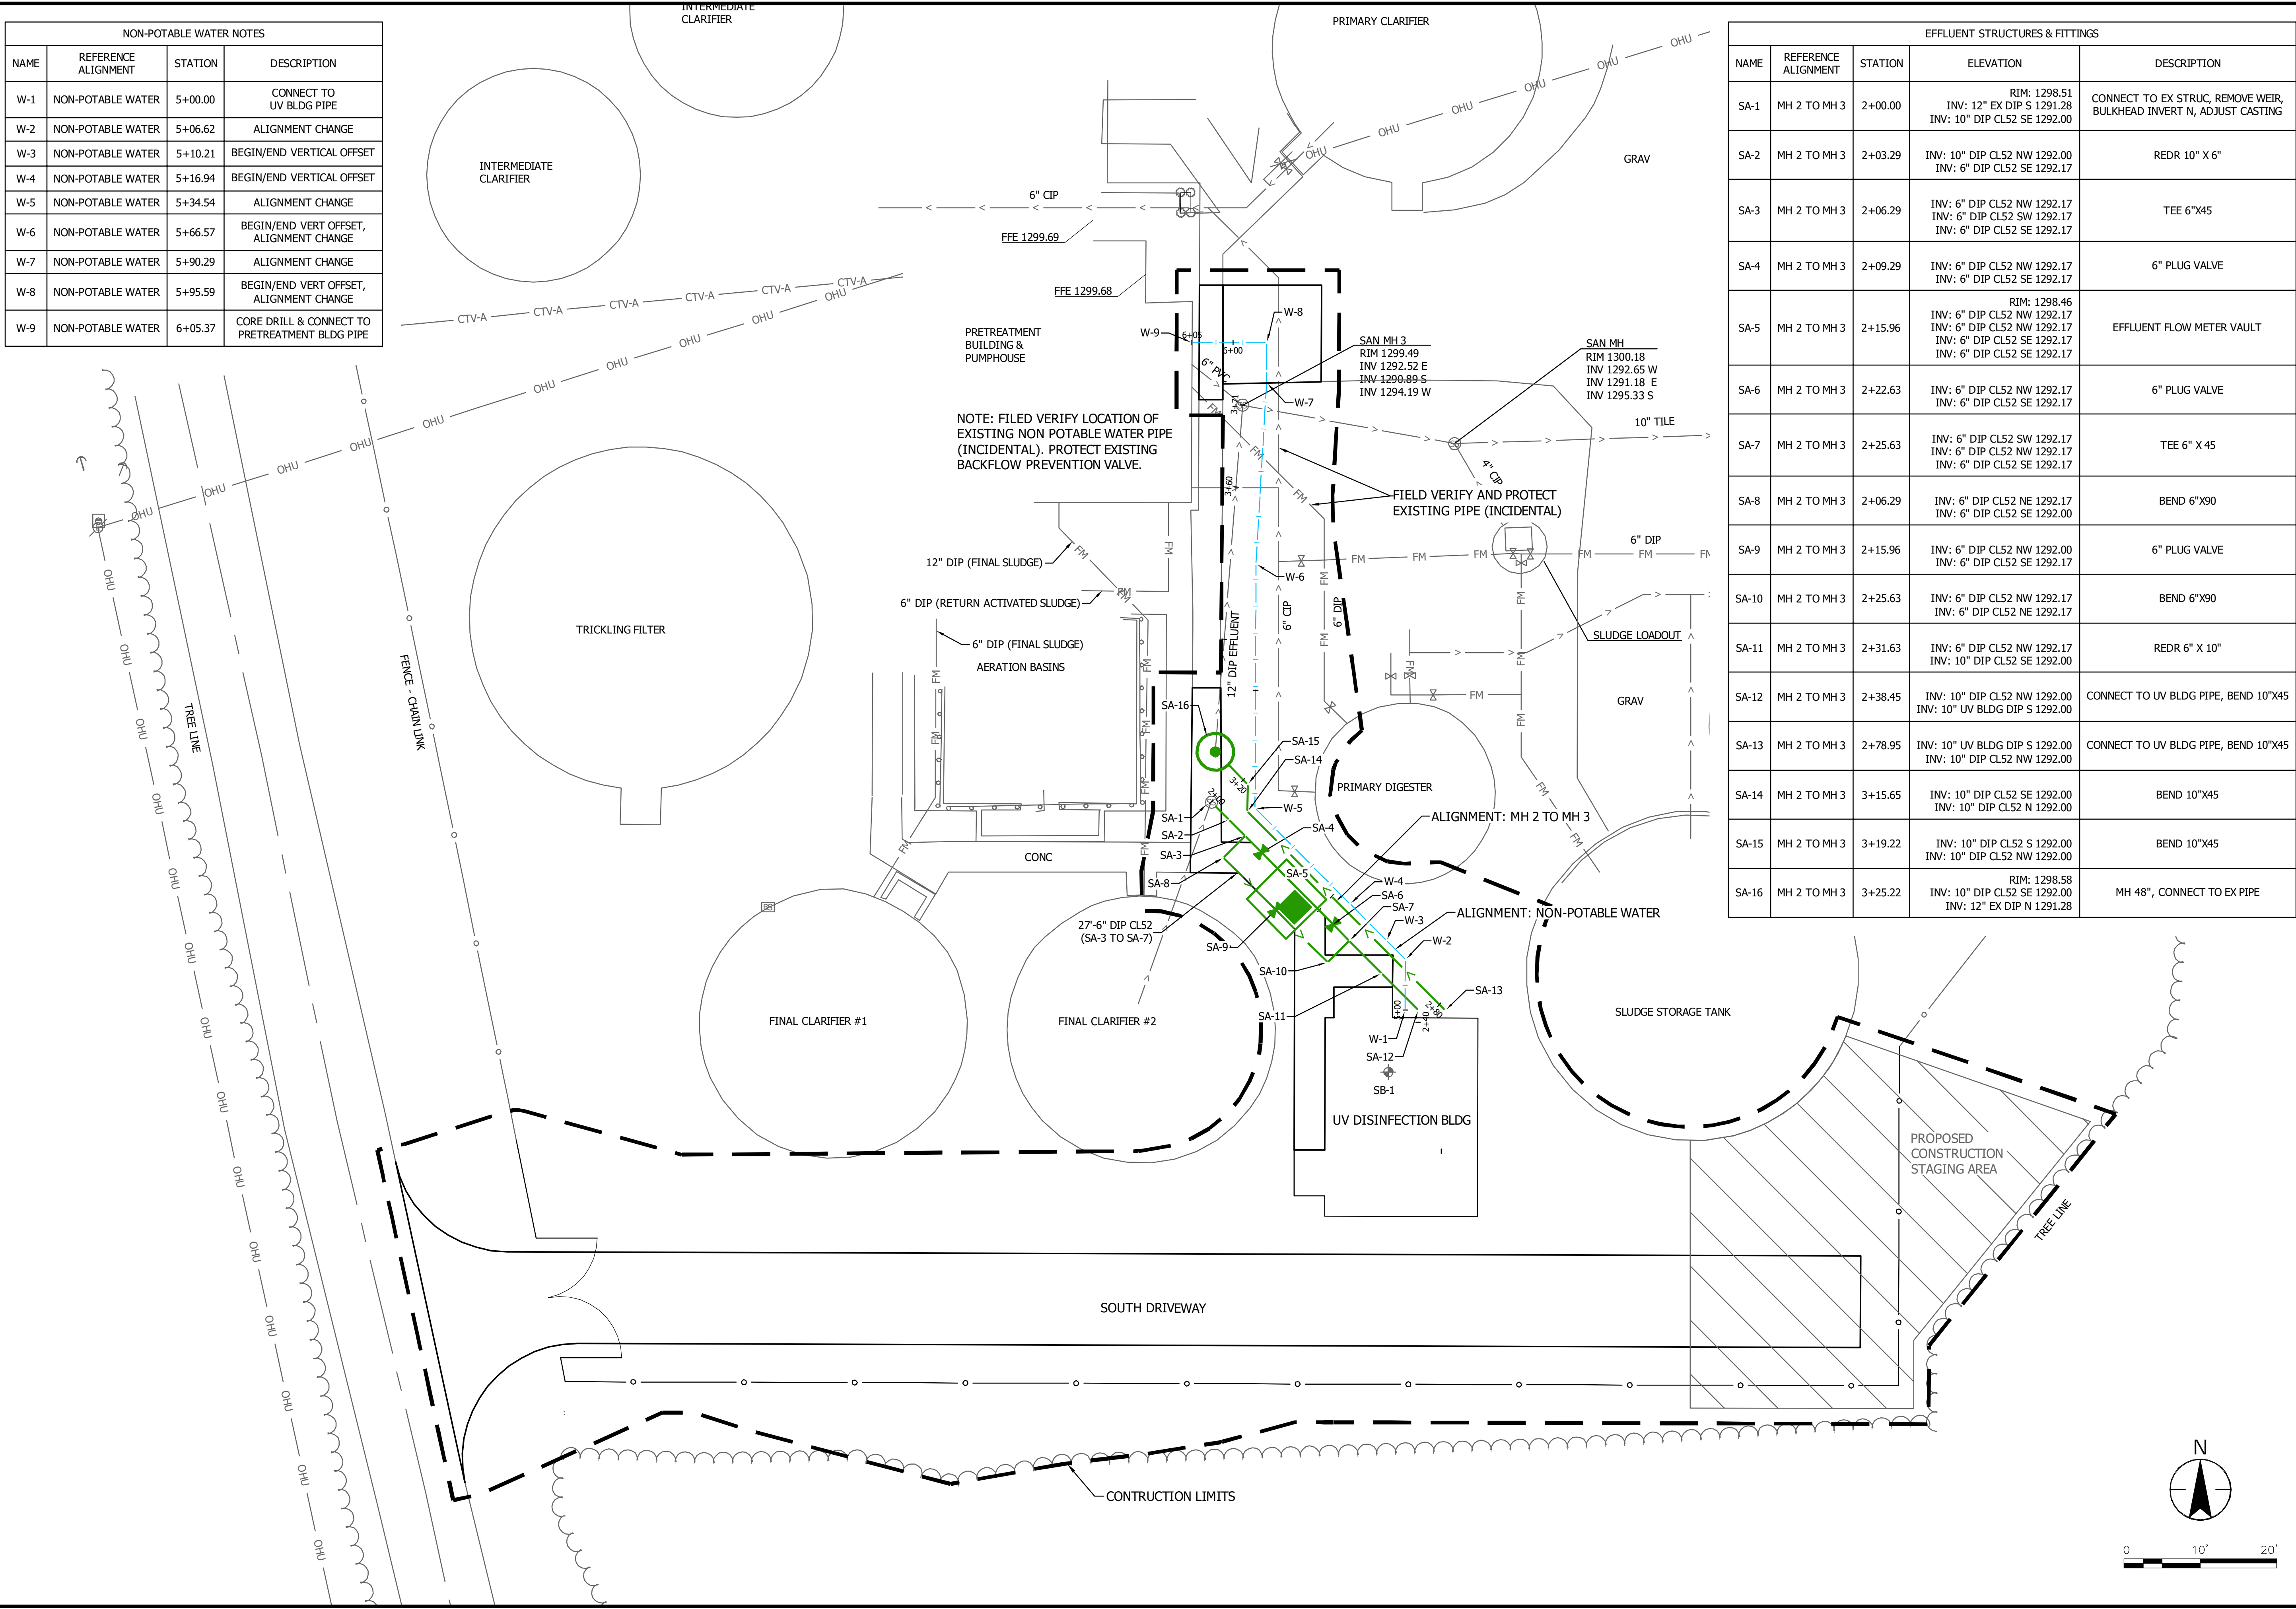 NON-POTABLE WATER NOTES
NAME REFERENCE ALIGNMENT STATION DESCRIPTION
W-1 NON-POTABLE WATER 5+00.00 CONNECT TO UV BLDG PIPE
W-2 NON-POTABLE WATER 5+06.62 ALIGNMENT CHANGE
W-3 NON-POTABLE WATER 5+10.21 BEGIN/END VERTICAL OFFSET
W-4 NON-POTABLE WATER 5+16.94 BEGIN/END VERTICAL OFFSET
W-5 NON-POTABLE WATER 5+34.54 ALIGNMENT CHANGE
W-6 NON-POTABLE WATER 5+66.57 BEGIN/END VERT OFFSET, ALIGNMENT CHANGE
W-7 NON-POTABLE WATER 5+90.29 ALIGNMENT CHANGE
W-8 NON-POTABLE WATER 5+95.59 BEGIN/END VERT OFFSET, ALIGNMENT CHANGE
W-9 NON-POTABLE WATER 6+05.37 CORE DRILL & CONNECT TO PRETREATMENT BLDG PIPE
EFFLUENT STRUCTURES & FITTINGS
NAME REFERENCE ALIGNMENT STATION ELEVATION DESCRIPTION
SA-1 MH 2 TO MH 3 2+00.00 RIM: 1298.51 INV: 12" EX DIP S 1291.28 INV: 10" DIP CL52 SE 1292.00 CONNECT TO EX STRUC, REMOVE WEIR, BULKHEAD INVERT N, ADJUST CASTING
SA-2 MH 2 TO MH 3 2+03.29 INV: 10" DIP CL52 NW 1292.00 INV: 6" DIP CL52 SE 1292.17 REDR 10" X 6"
SA-3 MH 2 TO MH 3 2+06.29 INV: 6" DIP CL52 NW 1292.17 INV: 6" DIP CL52 SW 1292.17 INV: 6" DIP CL52 SE 1292.17 TEE 6"X45
SA-4 MH 2 TO MH 3 2+09.29 INV: 6" DIP CL52 NW 1292.17 INV: 6" DIP CL52 SE 1292.17 6" PLUG VALVE
SA-5 MH 2 TO MH 3 2+15.96 RIM: 1298.46 INV: 6" DIP CL52 NW 1292.17 INV: 6" DIP CL52 NW 1292.17 INV: 6" DIP CL52 SE 1292.17 INV: 6" DIP CL52 SE 1292.17 EFFLUENT FLOW METER VAULT
SA-6 MH 2 TO MH 3 2+22.63 INV: 6" DIP CL52 NW 1292.17 INV: 6" DIP CL52 SE 1292.17 6" PLUG VALVE
SA-7 MH 2 TO MH 3 2+25.63 INV: 6" DIP CL52 SW 1292.17 INV: 6" DIP CL52 NW 1292.17 INV: 6" DIP CL52 SE 1292.17 TEE 6" X 45
SA-8 MH 2 TO MH 3 2+06.29 INV: 6" DIP CL52 NE 1292.17 INV: 6" DIP CL52 SE 1292.00 BEND 6"X90
SA-9 MH 2 TO MH 3 2+15.96 INV: 6" DIP CL52 NW 1292.00 INV: 6" DIP CL52 SE 1292.17 6" PLUG VALVE
SA-10 MH 2 TO MH 3 2+25.63 INV: 6" DIP CL52 NW 1292.17 INV: 6" DIP CL52 NE 1292.17 BEND 6"X90
SA-11 MH 2 TO MH 3 2+31.63 INV: 6" DIP CL52 NW 1292.17 INV: 10" DIP CL52 SE 1292.00 REDR 6" X 10"
SA-12 MH 2 TO MH 3 2+38.45 INV: 10" DIP CL52 NW 1292.00 INV: 10" UV BLDG DIP S 1292.00 CONNECT TO UV BLDG PIPE, BEND 10"X45
SA-13 MH 2 TO MH 3 2+78.95 INV: 10" UV BLDG DIP S 1292.00 INV: 10" DIP CL52 NW 1292.00 CONNECT TO UV BLDG PIPE, BEND 10"X45
SA-14 MH 2 TO MH 3 3+15.65 INV: 10" DIP CL52 SE 1292.00 INV: 10" DIP CL52 N 1292.00 BEND 10"X45
SA-15 MH 2 TO MH 3 3+19.22 INV: 10" DIP CL52 S 1292.00 INV: 10" DIP CL52 NW 1292.00 BEND 10"X45
SA-16 MH 2 TO MH 3 3+25.22 RIM: 1298.58 INV: 10" DIP CL52 SE 1292.00 INV: 12" EX DIP N 1291.28 MH 48", CONNECT TO EX PIPE
INTERMEDIATE
CLARIFIER
PRIMARY CLARIFIER
INTERMEDIATE
CLARIFIER
GRAV
6" CIP
FFE 1299.69
FFE 1299.68
OHU OHU OHU OHU OHU
CTV-A CTV-A CTV-A CTV-A CTV-A
OHU OHU OHU OHU OHU OHU OHU OHU OHU
PRETREATMENT
BUILDING &
PUMPHOUSE
W-9
6+05
6+00
W-8
6" PVC
W-7
3+71
SAN MH 3
RIM 1299.49
INV 1292.52 E
INV 1290.89 S
INV 1294.19 W
SAN MH
RIM 1300.18
INV 1292.65 W
INV 1291.18 E
INV 1295.33 S
10" TILE
4" CIP
NOTE: FILED VERIFY LOCATION OF
EXISTING NON POTABLE WATER PIPE
(INCIDENTAL). PROTECT EXISTING
BACKFLOW PREVENTION VALVE.
3+60
FIELD VERIFY AND PROTECT
EXISTING PIPE (INCIDENTAL)
6" DIP
FM FM FM FM FM FM
12" DIP (FINAL SLUDGE)
W-6
6" DIP (RETURN ACTIVATED SLUDGE)
6" DIP (FINAL SLUDGE)
AERATION BASINS
12" DIP EFFLUENT
6" CIP
6" DIP
SLUDGE LOADOUT
TRICKLING FILTER
FENCE - CHAIN LINK
TREE LINE
GRAV
SA-16
SA-15
SA-14
3+20
2+00
PRIMARY DIGESTER
W-5
SA-1
SA-2
SA-3
SA-4
ALIGNMENT: MH 2 TO MH 3
CONC
SA-8
SA-5
W-4
SA-6
SA-7
W-3
ALIGNMENT: NON-POTABLE WATER
27'-6" DIP CL52
(SA-3 TO SA-7)
SA-9
W-2
SA-10
SA-13
SA-11
5+00
2+40
2+80
W-1
SA-12
SB-1
FINAL CLARIFIER #1
FINAL CLARIFIER #2
SLUDGE STORAGE TANK
UV DISINFECTION BLDG
PROPOSED
CONSTRUCTION
STAGING AREA
TREE LINE
SOUTH DRIVEWAY
CONTRUCTION LIMITS
N
0 10' 20'